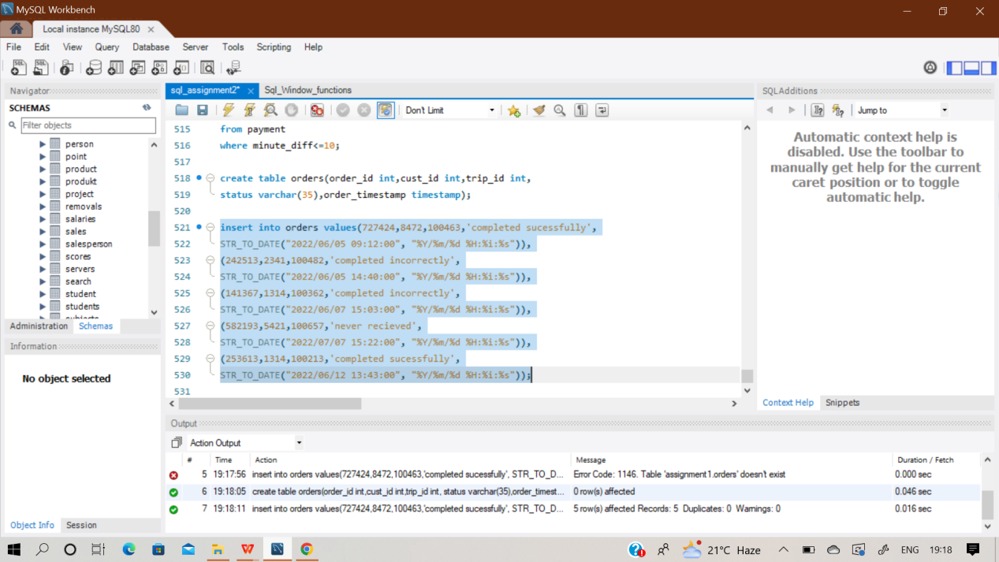 MySQL Workbench
Local instance MySQL80
File Edit View Query Database Server Tools Scripting Help
Navigator
SCHEMAS
Filter objects
person
point
product
produkt
project
removals
salaries
sales
salesperson
scores
servers
search
student
students
Administration Schemas
Information
No object selected
Object Info Session
sql_assignment2* Sql_Window_functions
Don't Limit
515 from payment
516 where minute_diff<=10;
517
518 create table orders(order_id int,cust_id int,trip_id int,
519 status varchar(35),order_timestamp timestamp);
520
521 insert into orders values(727424,8472,100463,'completed sucessfully',
522 STR_TO_DATE("2022/06/05 09:12:00", "%Y/%m/%d %H:%i:%s")),
523 (242513,2341,100482,'completed incorrectly',
524 STR_TO_DATE("2022/06/05 14:40:00", "%Y/%m/%d %H:%i:%s")),
525 (141367,1314,100362,'completed incorrectly',
526 STR_TO_DATE("2022/06/07 15:03:00", "%Y/%m/%d %H:%i:%s")),
527 (582193,5421,100657,'never recieved',
528 STR_TO_DATE("2022/07/07 15:22:00", "%Y/%m/%d %H:%i:%s")),
529 (253613,1314,100213,'completed sucessfully',
530 STR_TO_DATE("2022/06/12 13:43:00", "%Y/%m/%d %H:%i:%s"));
531
SQLAdditions
Jump to
Automatic context help is
disabled. Use the toolbar to
manually get help for the current
caret position or to toggle
automatic help.
Context Help Snippets
Output
Action Output
# Time Action Message Duration / Fetch
5 19:17:56 insert into orders values(727424,8472,100463,'completed sucessfully', STR_TO_D... Error Code: 1146. Table 'assignment1.orders' doesn't exist 0.000 sec
6 19:18:05 create table orders(order_id int,cust_id int,trip_id int, status varchar(35),order_timest... 0 row(s) affected 0.046 sec
7 19:18:11 insert into orders values(727424,8472,100463,'completed sucessfully', STR_TO_D... 5 row(s) affected Records: 5 Duplicates: 0 Warnings: 0 0.016 sec
21°C Haze ENG 19:18